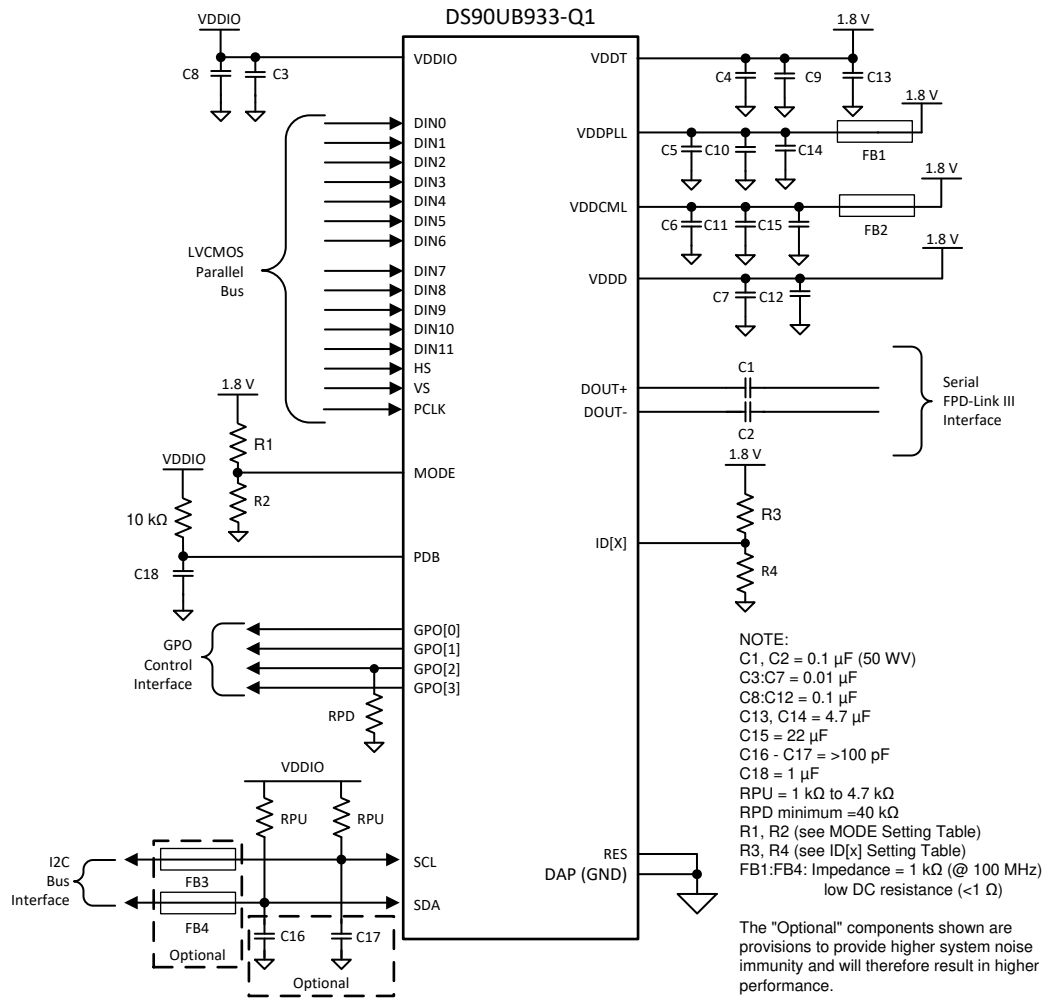 DS90UB933-Q1
VDDIO
C8
C3
VDDIO
1.8 V
VDDT
C4
C9
C13
1.8 V
VDDPLL
C5
C10
C14
FB1
1.8 V
VDDCML
C6
C11
C15
FB2
1.8 V
VDDD
C7
C12
LVCMOS
Parallel
Bus
DIN0
DIN1
DIN2
DIN3
DIN4
DIN5
DIN6
DIN7
DIN8
DIN9
DIN10
DIN11
HS
VS
PCLK
DOUT+
DOUT-
C1
C2
Serial
FPD-Link III
Interface
1.8 V
R1
R2
MODE
VDDIO
10 kΩ
C18
PDB
1.8 V
R3
R4
ID[X]
GPO
Control
Interface
GPO[0]
GPO[1]
GPO[2]
GPO[3]
RPD
VDDIO
RPU
RPU
I2C
Bus
Interface
FB3
FB4
Optional
SCL
SDA
C16
C17
Optional
RES
DAP (GND)
NOTE:
C1, C2 = 0.1 µF (50 WV)
C3:C7 = 0.01 µF
C8:C12 = 0.1 µF
C13, C14 = 4.7 µF
C15 = 22 µF
C16 - C17 = >100 pF
C18 = 1 µF
RPU = 1 kΩ to 4.7 kΩ
RPD minimum =40 kΩ
R1, R2 (see MODE Setting Table)
R3, R4 (see ID[x] Setting Table)
FB1:FB4: Impedance = 1 kΩ (@ 100 MHz)
low DC resistance (<1 Ω)
The "Optional" components shown are
provisions to provide higher system noise
immunity and will therefore result in higher
performance.